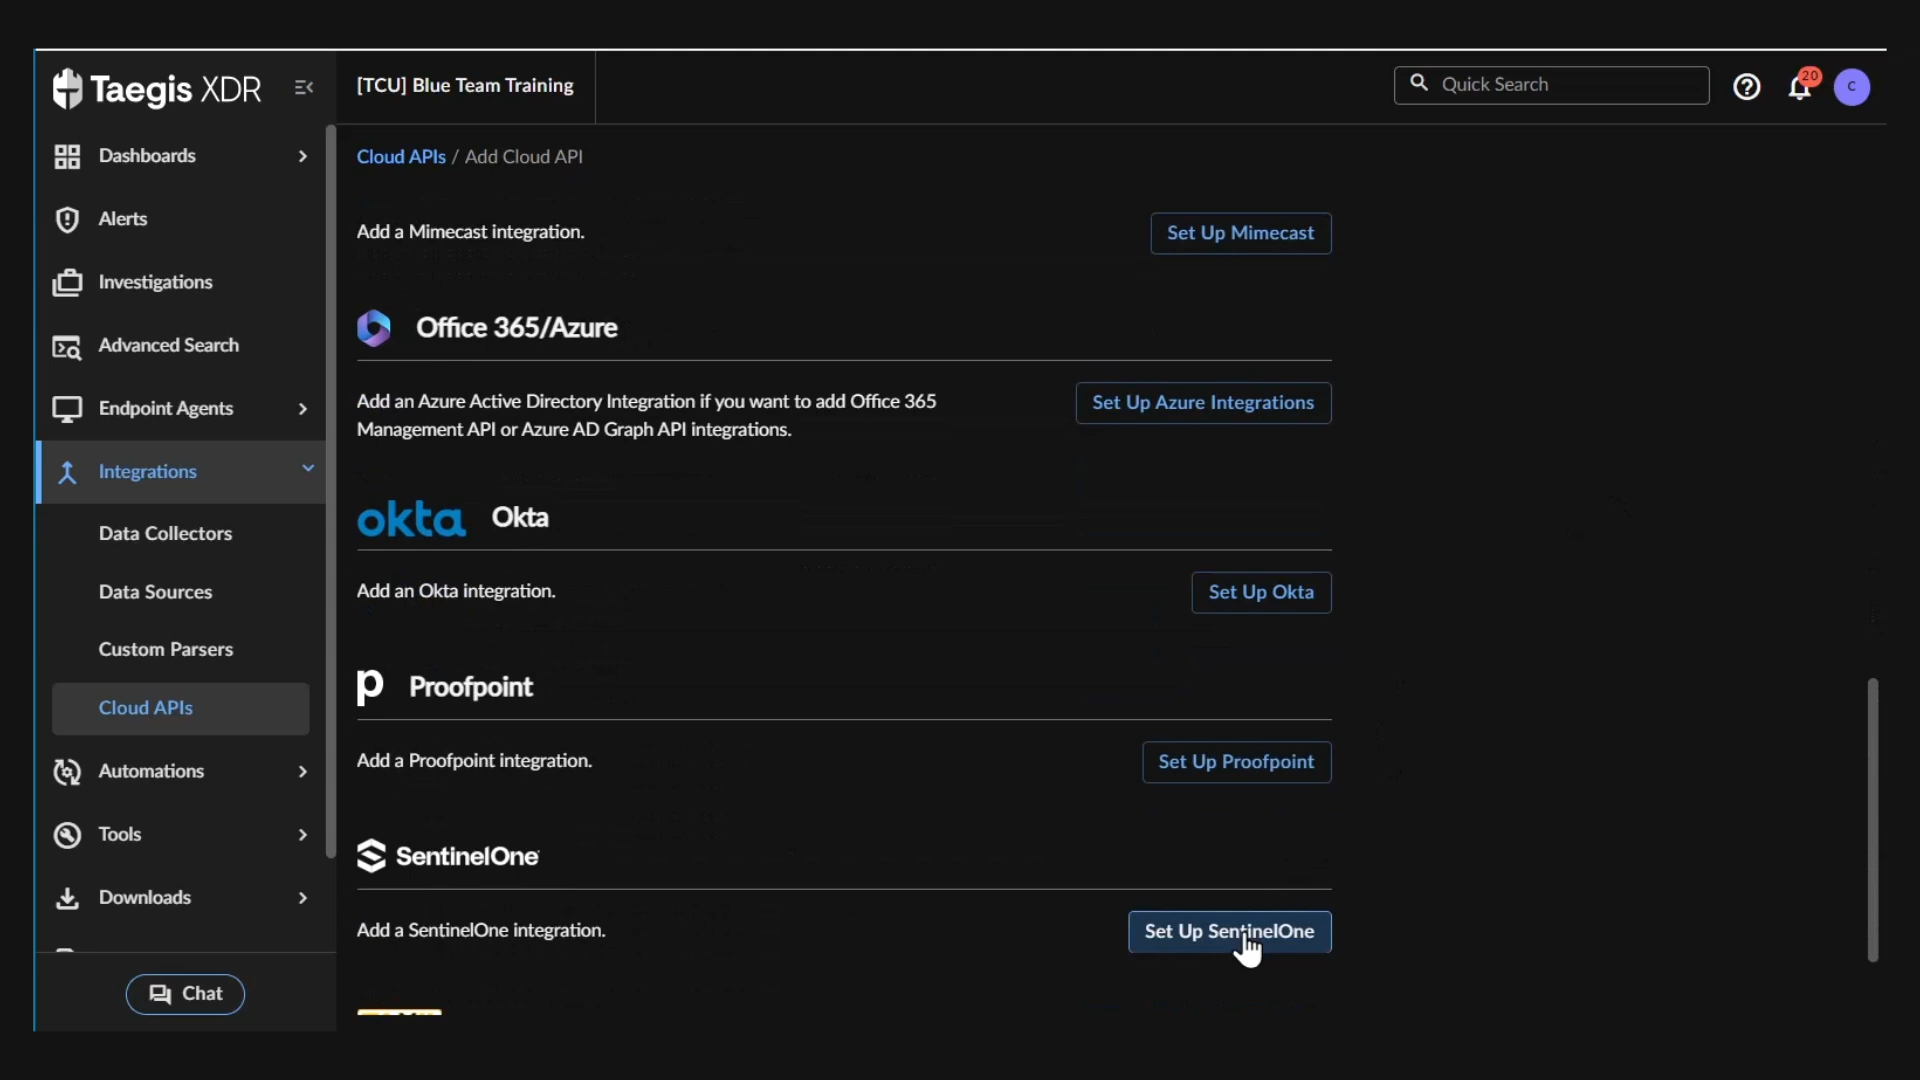 Taegis XDR
[TCU] Blue Team Training
Quick Search
20
C
Dashboards
Alerts
Investigations
Advanced Search
Endpoint Agents
Integrations
Data Collectors
Data Sources
Custom Parsers
Cloud APIs
Automations
Tools
Downloads
Chat
Cloud APIs / Add Cloud API
Add a Mimecast integration.
Set Up Mimecast
Office 365/Azure
Add an Azure Active Directory Integration if you want to add Office 365
Management API or Azure AD Graph API integrations.
Set Up Azure Integrations
okta Okta
Add an Okta integration.
Set Up Okta
p Proofpoint
Add a Proofpoint integration.
Set Up Proofpoint
SentinelOne
Add a SentinelOne integration.
Set Up SentinelOne